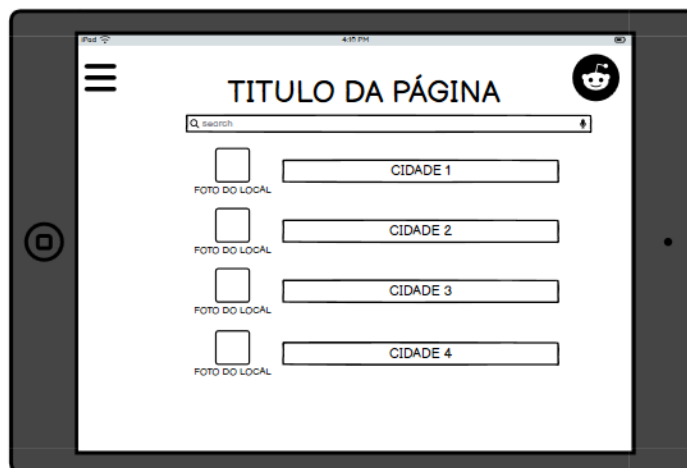 iPad
4:15 PM
TITULO DA PÁGINA
search
CIDADE 1
FOTO DO LOCAL
CIDADE 2
FOTO DO LOCAL
CIDADE 3
FOTO DO LOCAL
CIDADE 4
FOTO DO LOCAL